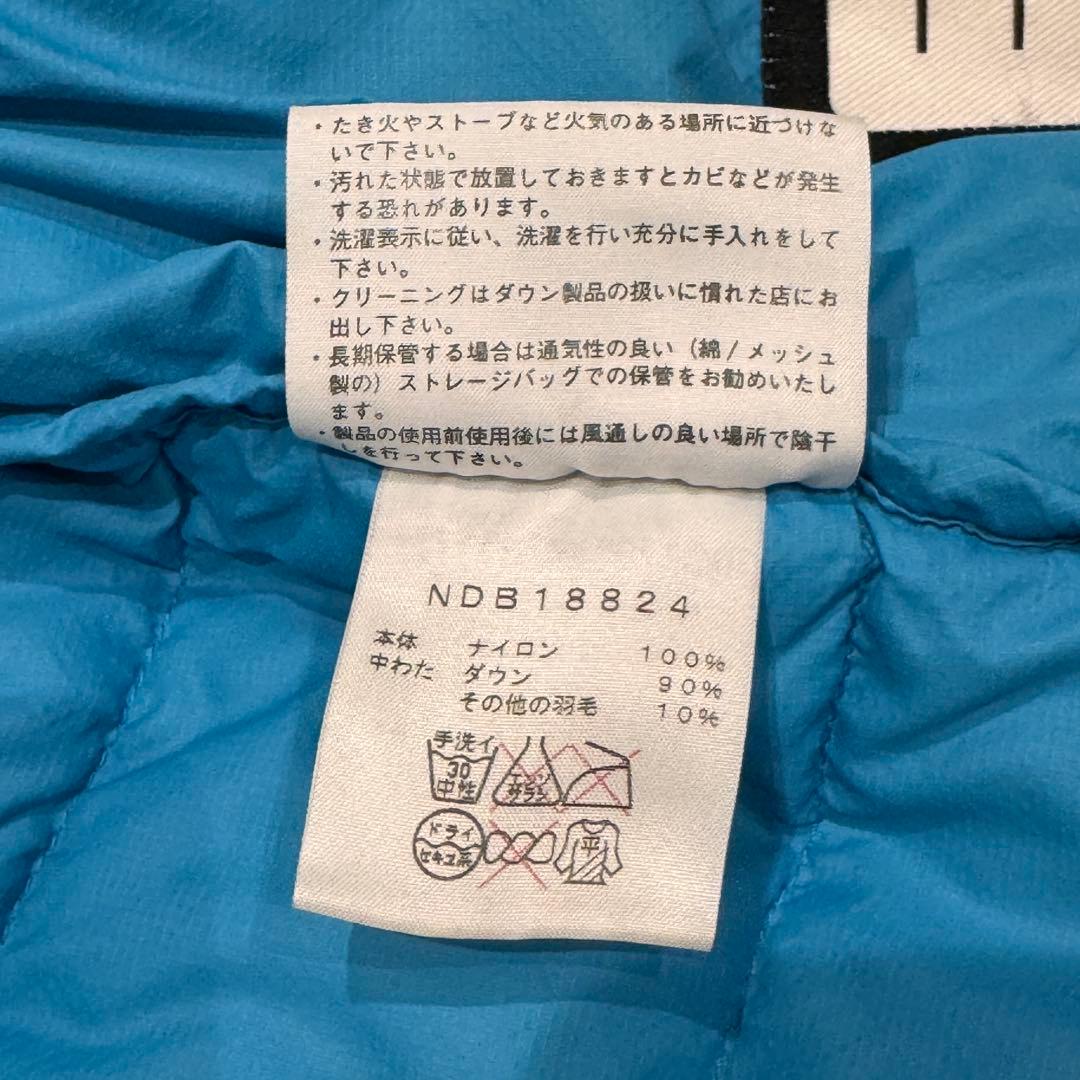 ・たき火やストーブなど火気のある場所に近づけな
いで下さい。
・汚れた状態で放置しておきますとカビなどが発生
する恐れがあります。
・洗濯表示に従い、洗濯を行い充分に手入れをして
下さい。
・クリーニングはダウン製品の扱いに慣れた店にお
出し下さい。
・長期保管する場合は通気性の良い（綿/メッシュ
製の）ストレージバッグでの保管をお勧めいたし
ます。
・製品の使用前使用後には風通しの良い場所で陰干
しを行って下さい。
NDB18824
本体 ナイロン 100%
中わた ダウン 90%
その他の羽毛 10%
手洗イ
30
中性
エンソ
サラシ
ドライ
セキユ系
平